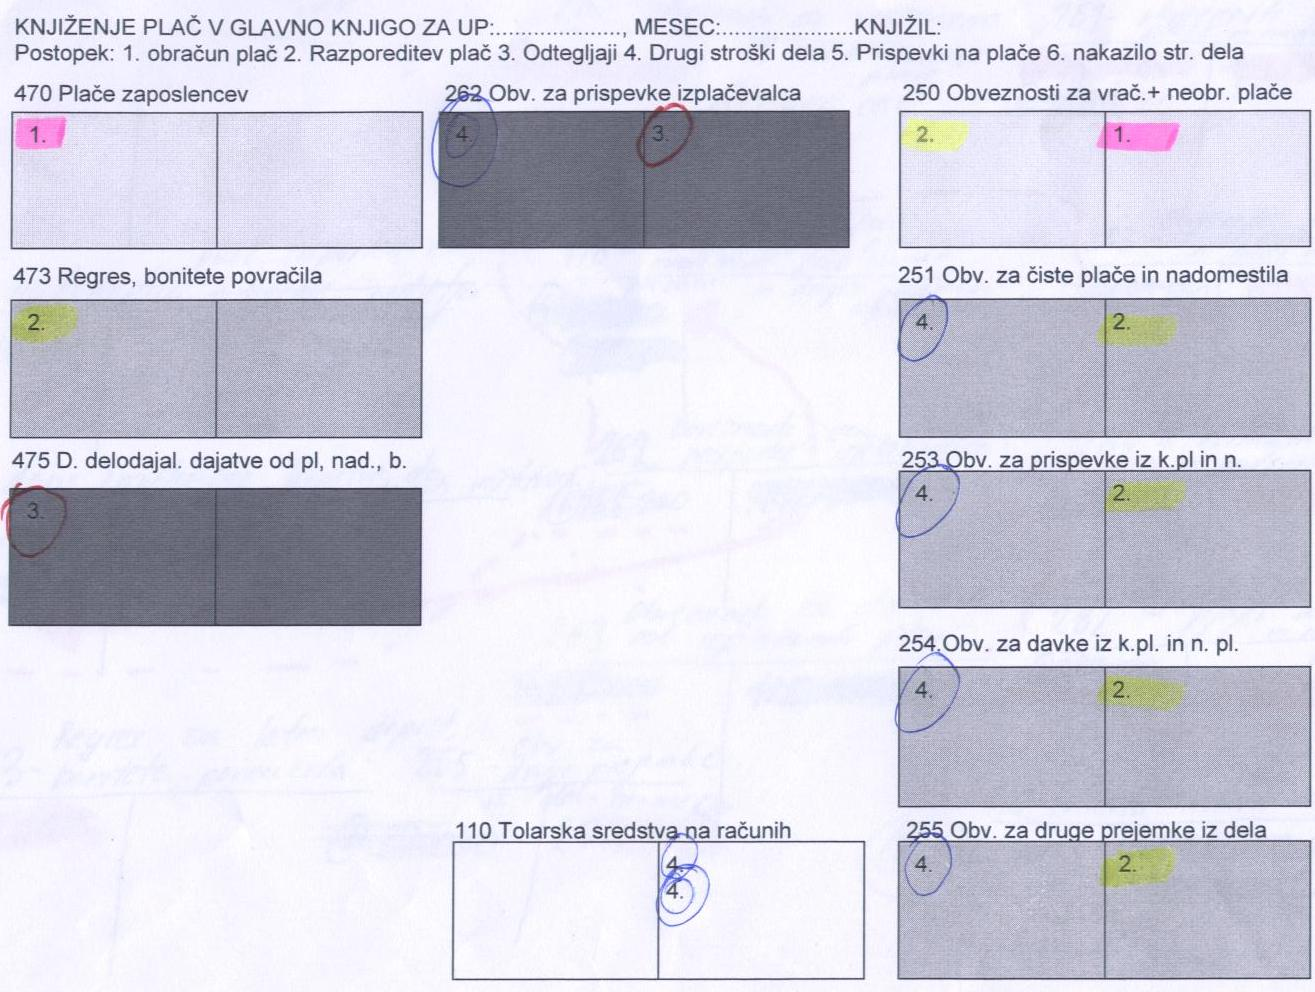 KNJIŽENJE PLAČ V GLAVNO KNJIGO ZA UP:...................., MESEC:.....................KNJIŽIL:
Postopek: 1. obračun plač 2. Razporeditev plač 3. Odtegljaji 4. Drugi stroški dela 5. Prispevki na plače 6. nakazilo str. dela
470 Plače zaposlencev
1.
262 Obv. za prispevke izplačevalca
4. 3.
250 Obveznosti za vrač.+ neobr. plače
2. 1.
473 Regres, bonitete povračila
2.
251 Obv. za čiste plače in nadomestila
4. 2.
475 D. delodajal. dajatve od pl, nad., b.
3.
253 Obv. za prispevke iz k.pl in n.
4. 2.
254.Obv. za davke iz k.pl. in n. pl.
4. 2.
110 Tolarska sredstva na računih
4.
4.
255 Obv. za druge prejemke iz dela
4. 2.